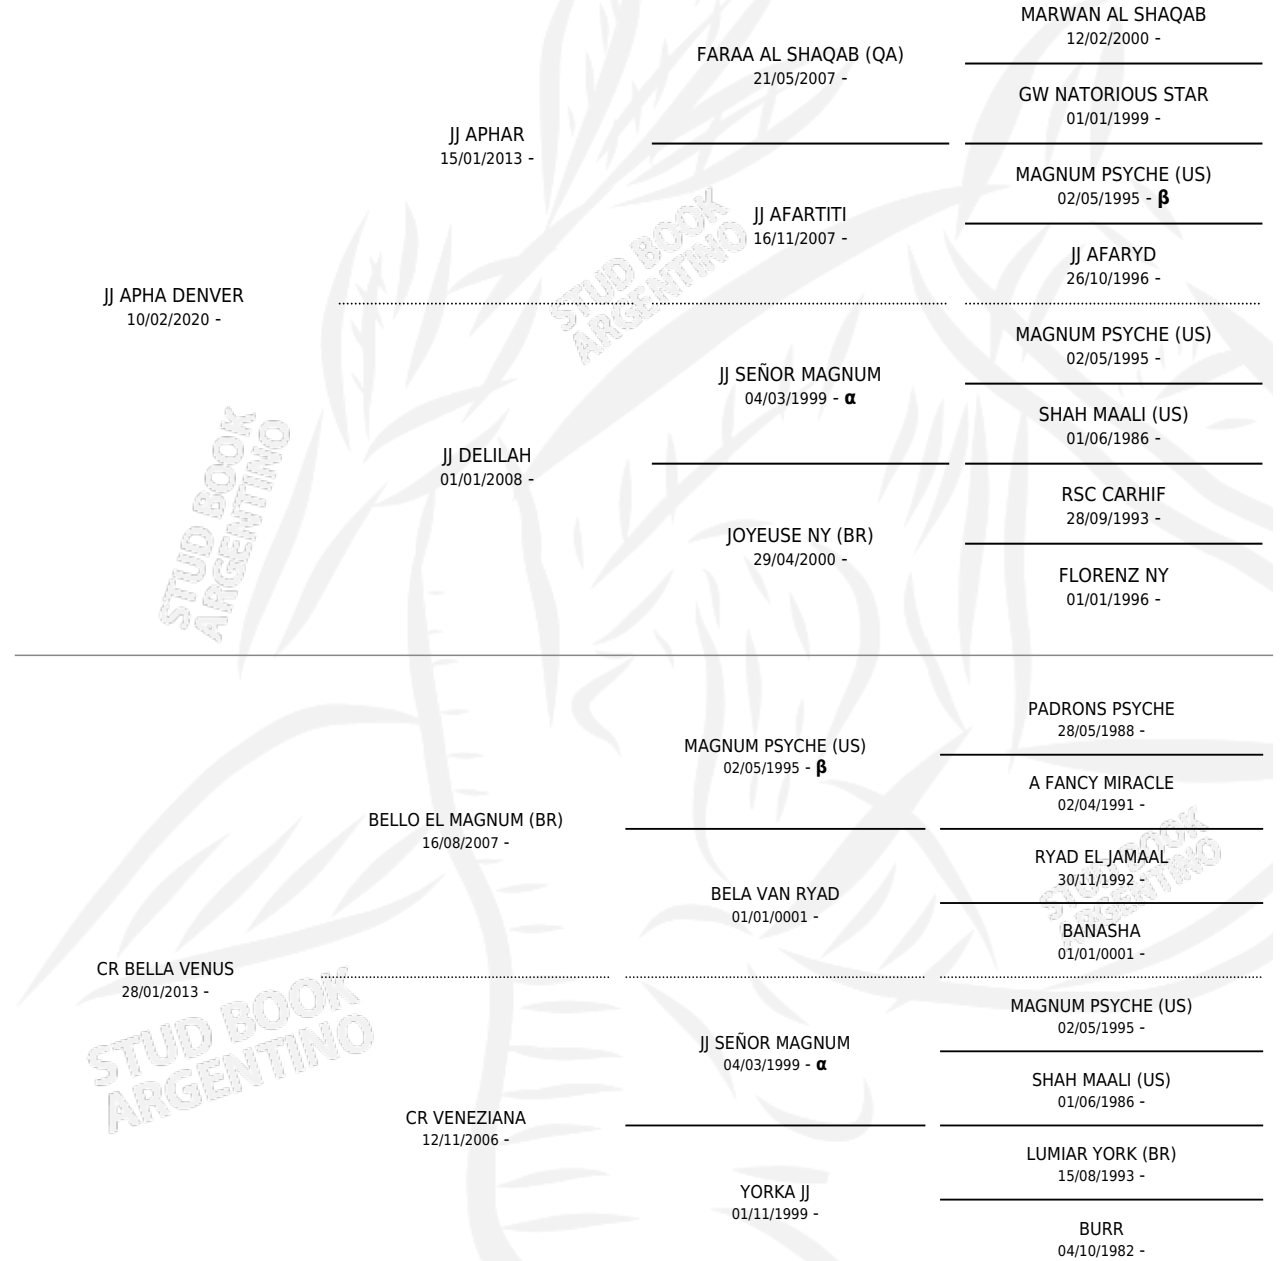 MARWAN AL SHAQAB
12/02/2000 -
FARAA AL SHAQAB (QA)
21/05/2007 -
GW NATORIOUS STAR
01/01/1999 -
JJ APHAR
15/01/2013 -
MAGNUM PSYCHE (US)
02/05/1995 - β
JJ AFARTITI
16/11/2007 -
JJ AFARYD
26/10/1996 -
JJ APHA DENVER
10/02/2020 -
MAGNUM PSYCHE (US)
02/05/1995 -
JJ SEÑOR MAGNUM
04/03/1999 - α
SHAH MAALI (US)
01/06/1986 -
JJ DELILAH
01/01/2008 -
RSC CARHIF
28/09/1993 -
JOYEUSE NY (BR)
29/04/2000 -
FLORENZ NY
01/01/1996 -
PADRONS PSYCHE
28/05/1988 -
MAGNUM PSYCHE (US)
02/05/1995 - β
A FANCY MIRACLE
02/04/1991 -
BELLO EL MAGNUM (BR)
16/08/2007 -
RYAD EL JAMAAL
30/11/1992 -
BELA VAN RYAD
01/01/0001 -
BANASHA
01/01/0001 -
CR BELLA VENUS
28/01/2013 -
MAGNUM PSYCHE (US)
02/05/1995 -
JJ SEÑOR MAGNUM
04/03/1999 - α
SHAH MAALI (US)
01/06/1986 -
CR VENEZIANA
12/11/2006 -
LUMIAR YORK (BR)
15/08/1993 -
YORKA JJ
01/11/1999 -
BURR
04/10/1982 -
STUD BOOK
ARGENTINO
STUD BOOK
ARGENTINO
STUD BOOK
ARGENTINO
STUD BOOK
ARGENTINO